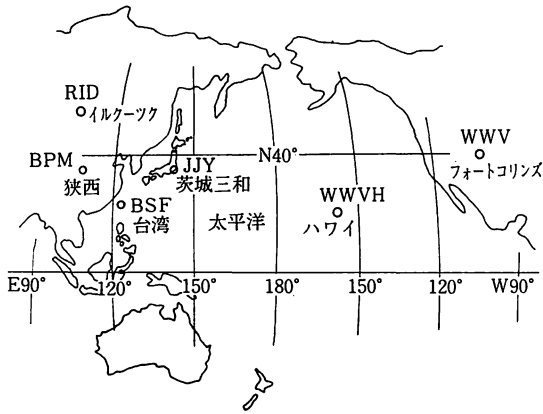 RID
イルクーツク
BPM
狭西
JJY
茨城三和
N40°
WWV
フォートコリンズ
BSF
台湾
太平洋
WWVH
ハワイ
E90°
120°
150°
180°
150°
120°
W90°